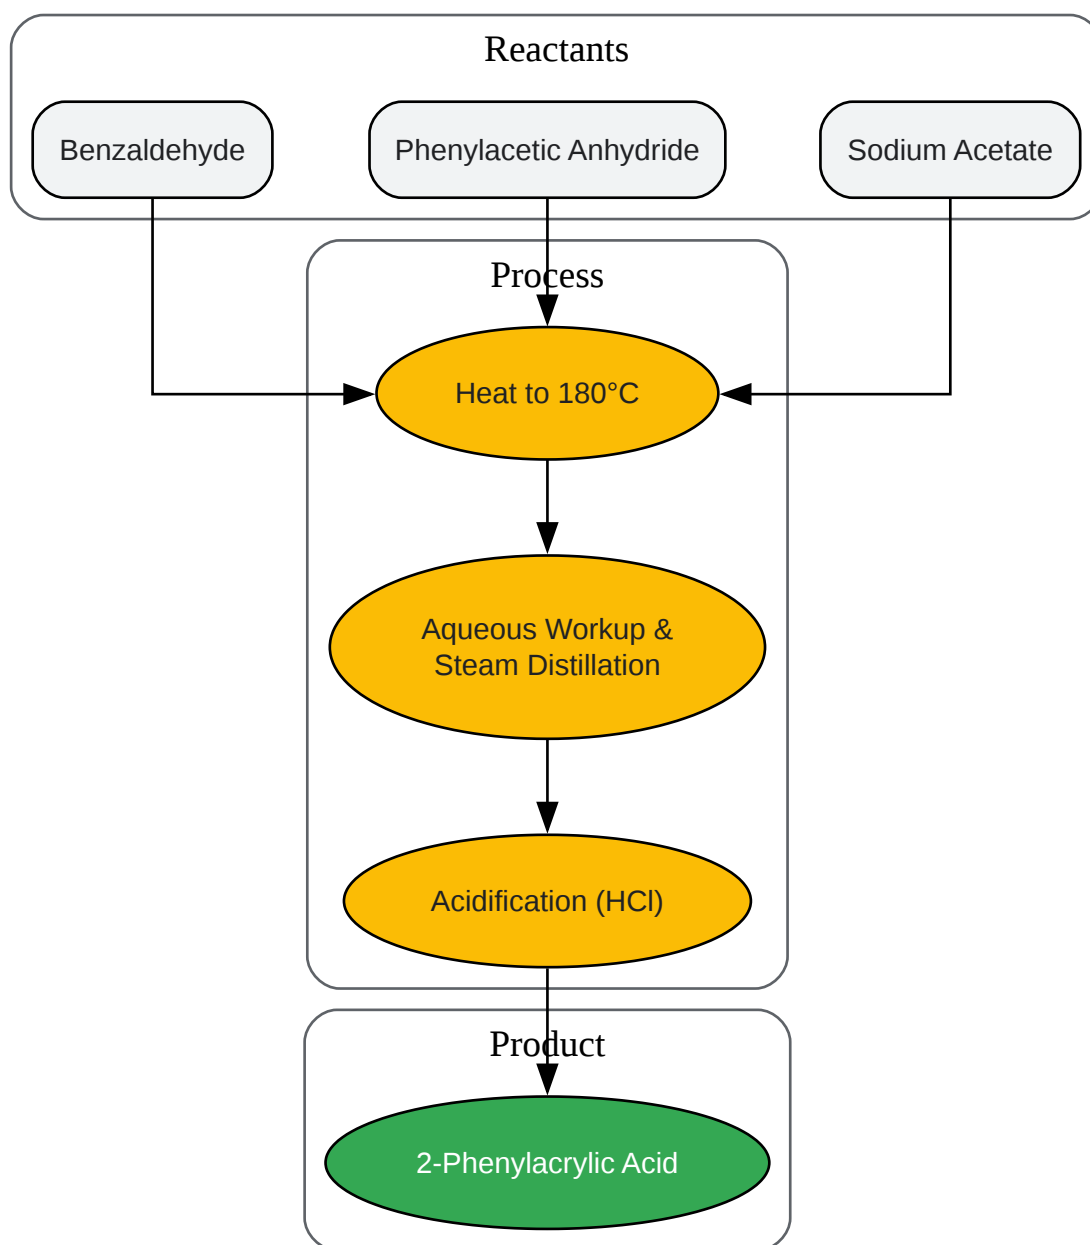 Reactants
Benzaldehyde
Phenylacetic Anhydride
Sodium Acetate
Process
Heat to 180°C
Aqueous Workup &
Steam Distillation
Acidification (HCl)
Product
2-Phenylacrylic Acid